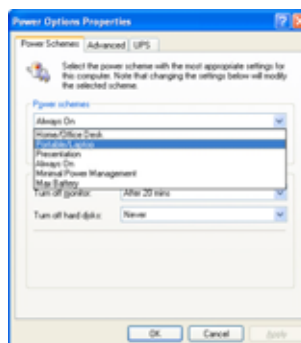 Power Options Properties
Power Schemes Advanced UPS
Select the power scheme with the most appropriate settings for
this computer. Note that changing the settings below will modify
the selected scheme.
Power schemes
Always On
Home/Office Desk
Portable/Laptop
Presentation
Always On
Minimal Power Management
Max Battery
Turn off monitor: After 20 mins
Turn off hard disks: Never
OK Cancel Apply